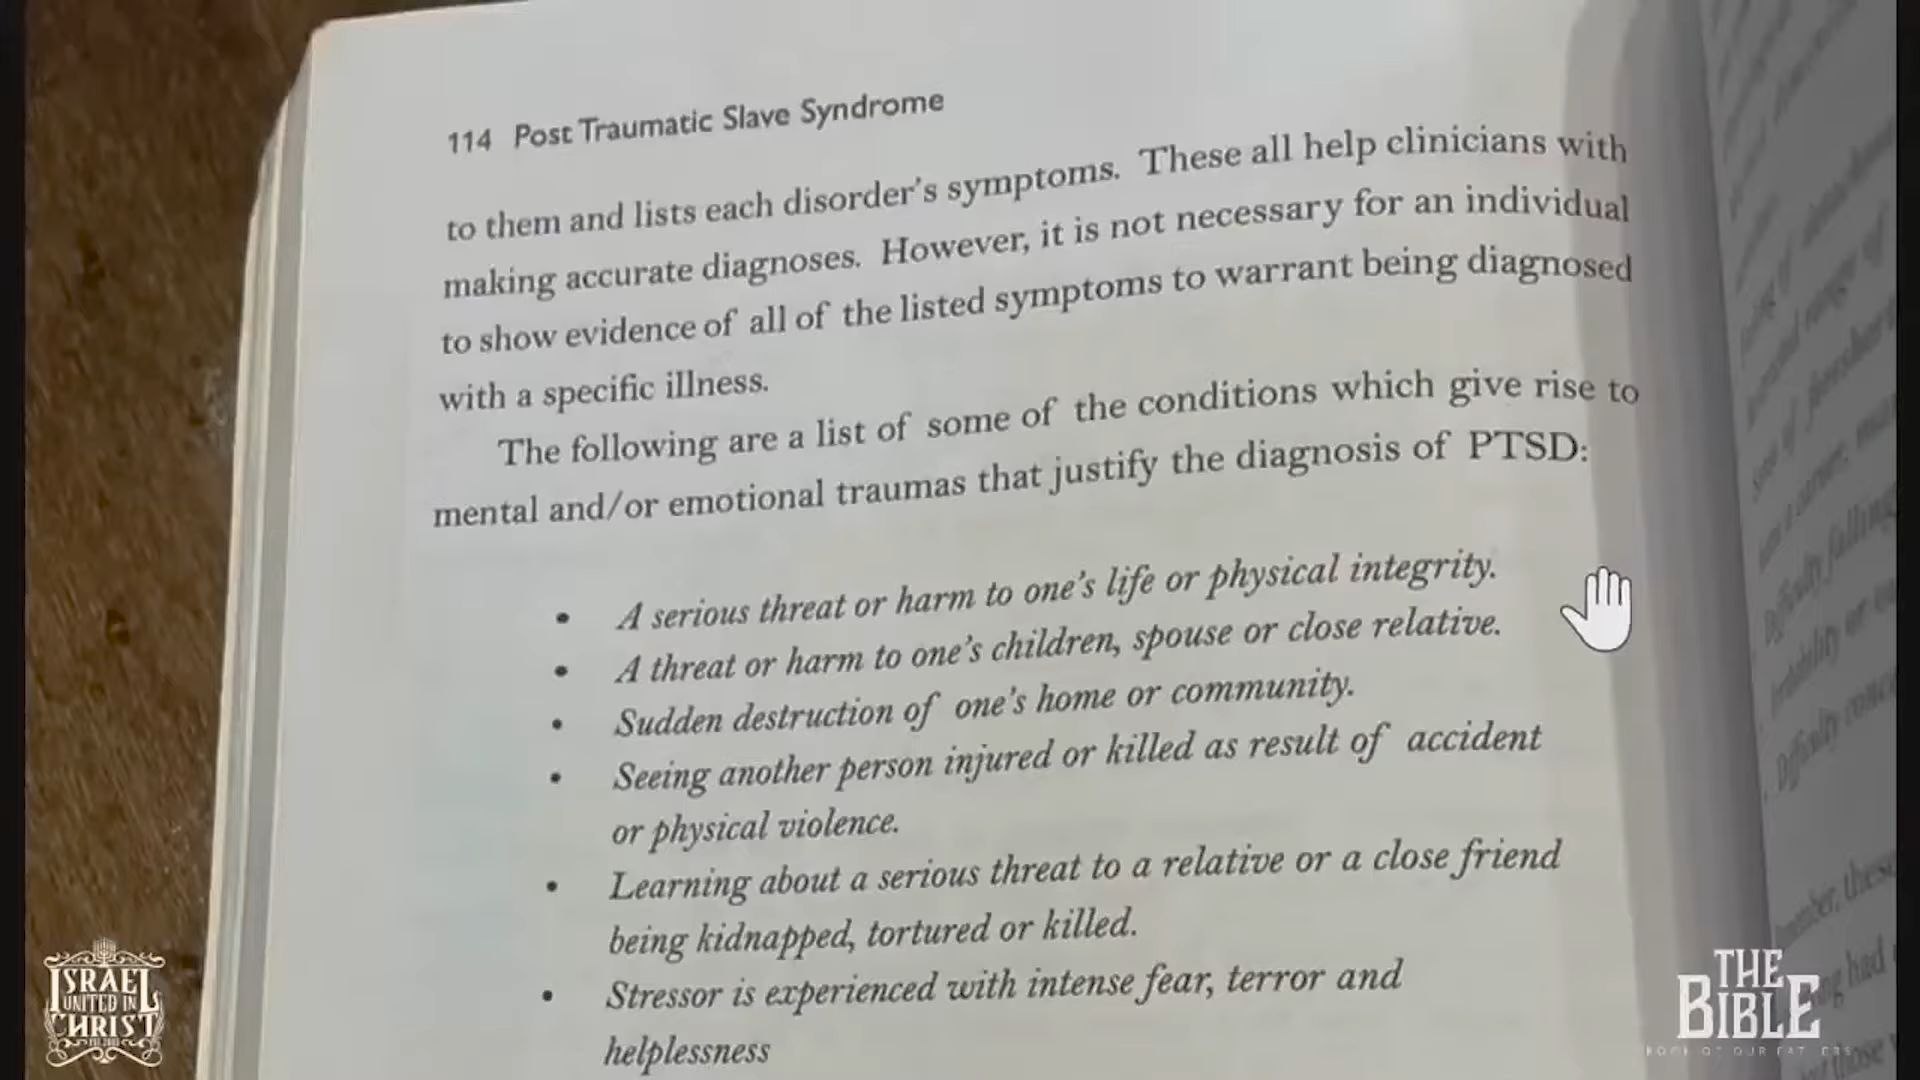 114 Post Traumatic Slave Syndrome
to them and lists each disorder's symptoms. These all help clinicians with
making accurate diagnoses. However, it is not necessary for an individual
to show evidence of all of the listed symptoms to warrant being diagnosed
with a specific illness.
The following are a list of some of the conditions which give rise to
mental and/or emotional traumas that justify the diagnosis of PTSD:
• A serious threat or harm to one's life or physical integrity.
• A threat or harm to one's children, spouse or close relative.
• Sudden destruction of one's home or community.
• Seeing another person injured or killed as result of accident
or physical violence.
• Learning about a serious threat to a relative or a close friend
being kidnapped, tortured or killed.
• Stressor is experienced with intense fear, terror and
helplessness
Difficulty falling
ISRAEL
UNITED IN
CHRIST
THE
BIBLE
BOOK OF OUR FATHERS